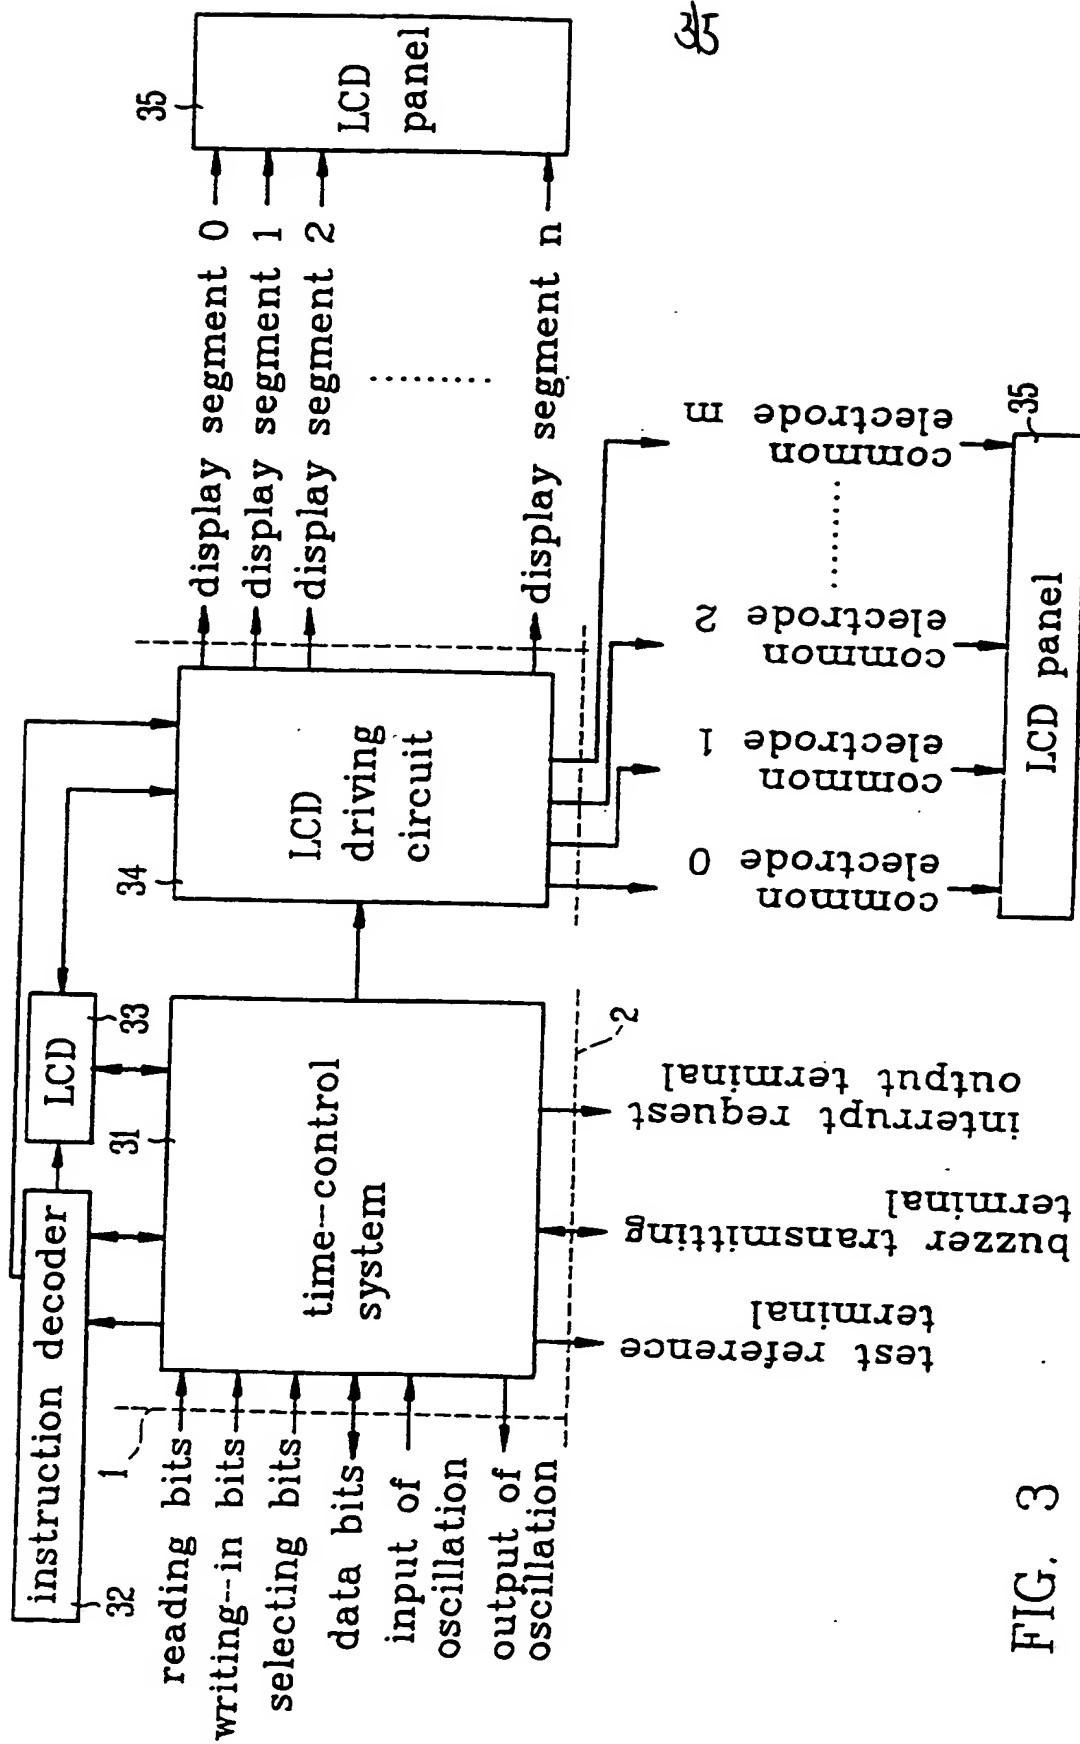 3/5
instruction decoder
32
LCD
33
1
reading bits
writing--in bits
selecting bits
data bits
input of
oscillation
output of
oscillation
31
time--control
system
34
LCD
driving
circuit
display segment 0
display segment 1
display segment 2
.........
display segment n
35
LCD
panel
2
test reference
terminal
buzzer transmitting
terminal
interrupt request
output terminal
common
electrode 0
common
electrode 1
common
electrode 2
.........
common
electrode m
35
LCD panel
FIG. 3